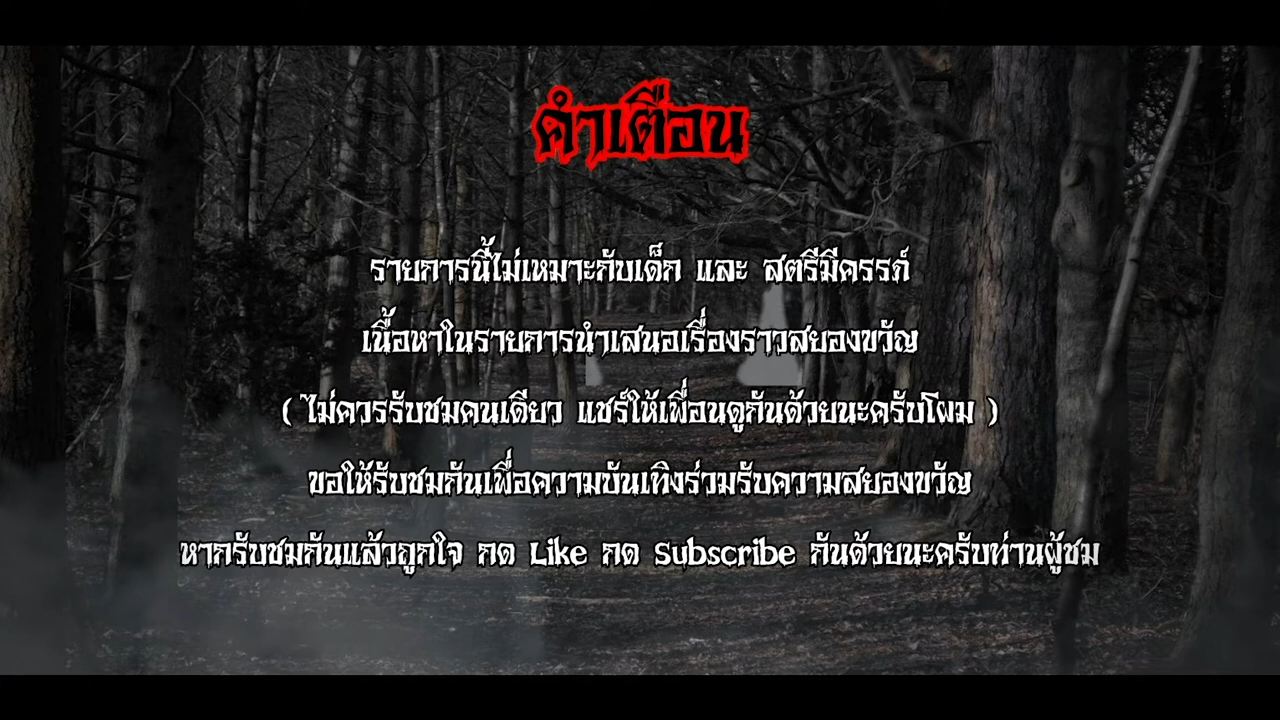 คำเตือน
รายการนี้ไม่เหมาะกับเด็ก และ สตรีมีครรภ์
เนื้อหาในรายการนำเสนอเรื่องราวสยองขวัญ
( ไม่ควรรับชมคนเดียว แชร์ให้เพื่อนดูกันด้วยนะครับโผม )
ขอให้รับชมกันเพื่อความบันเทิงร่วมรับความสยองขวัญ
หากรับชมกันแล้วถูกใจ กด Like กด Subscribe กันด้วยนะครับท่านผู้ชม